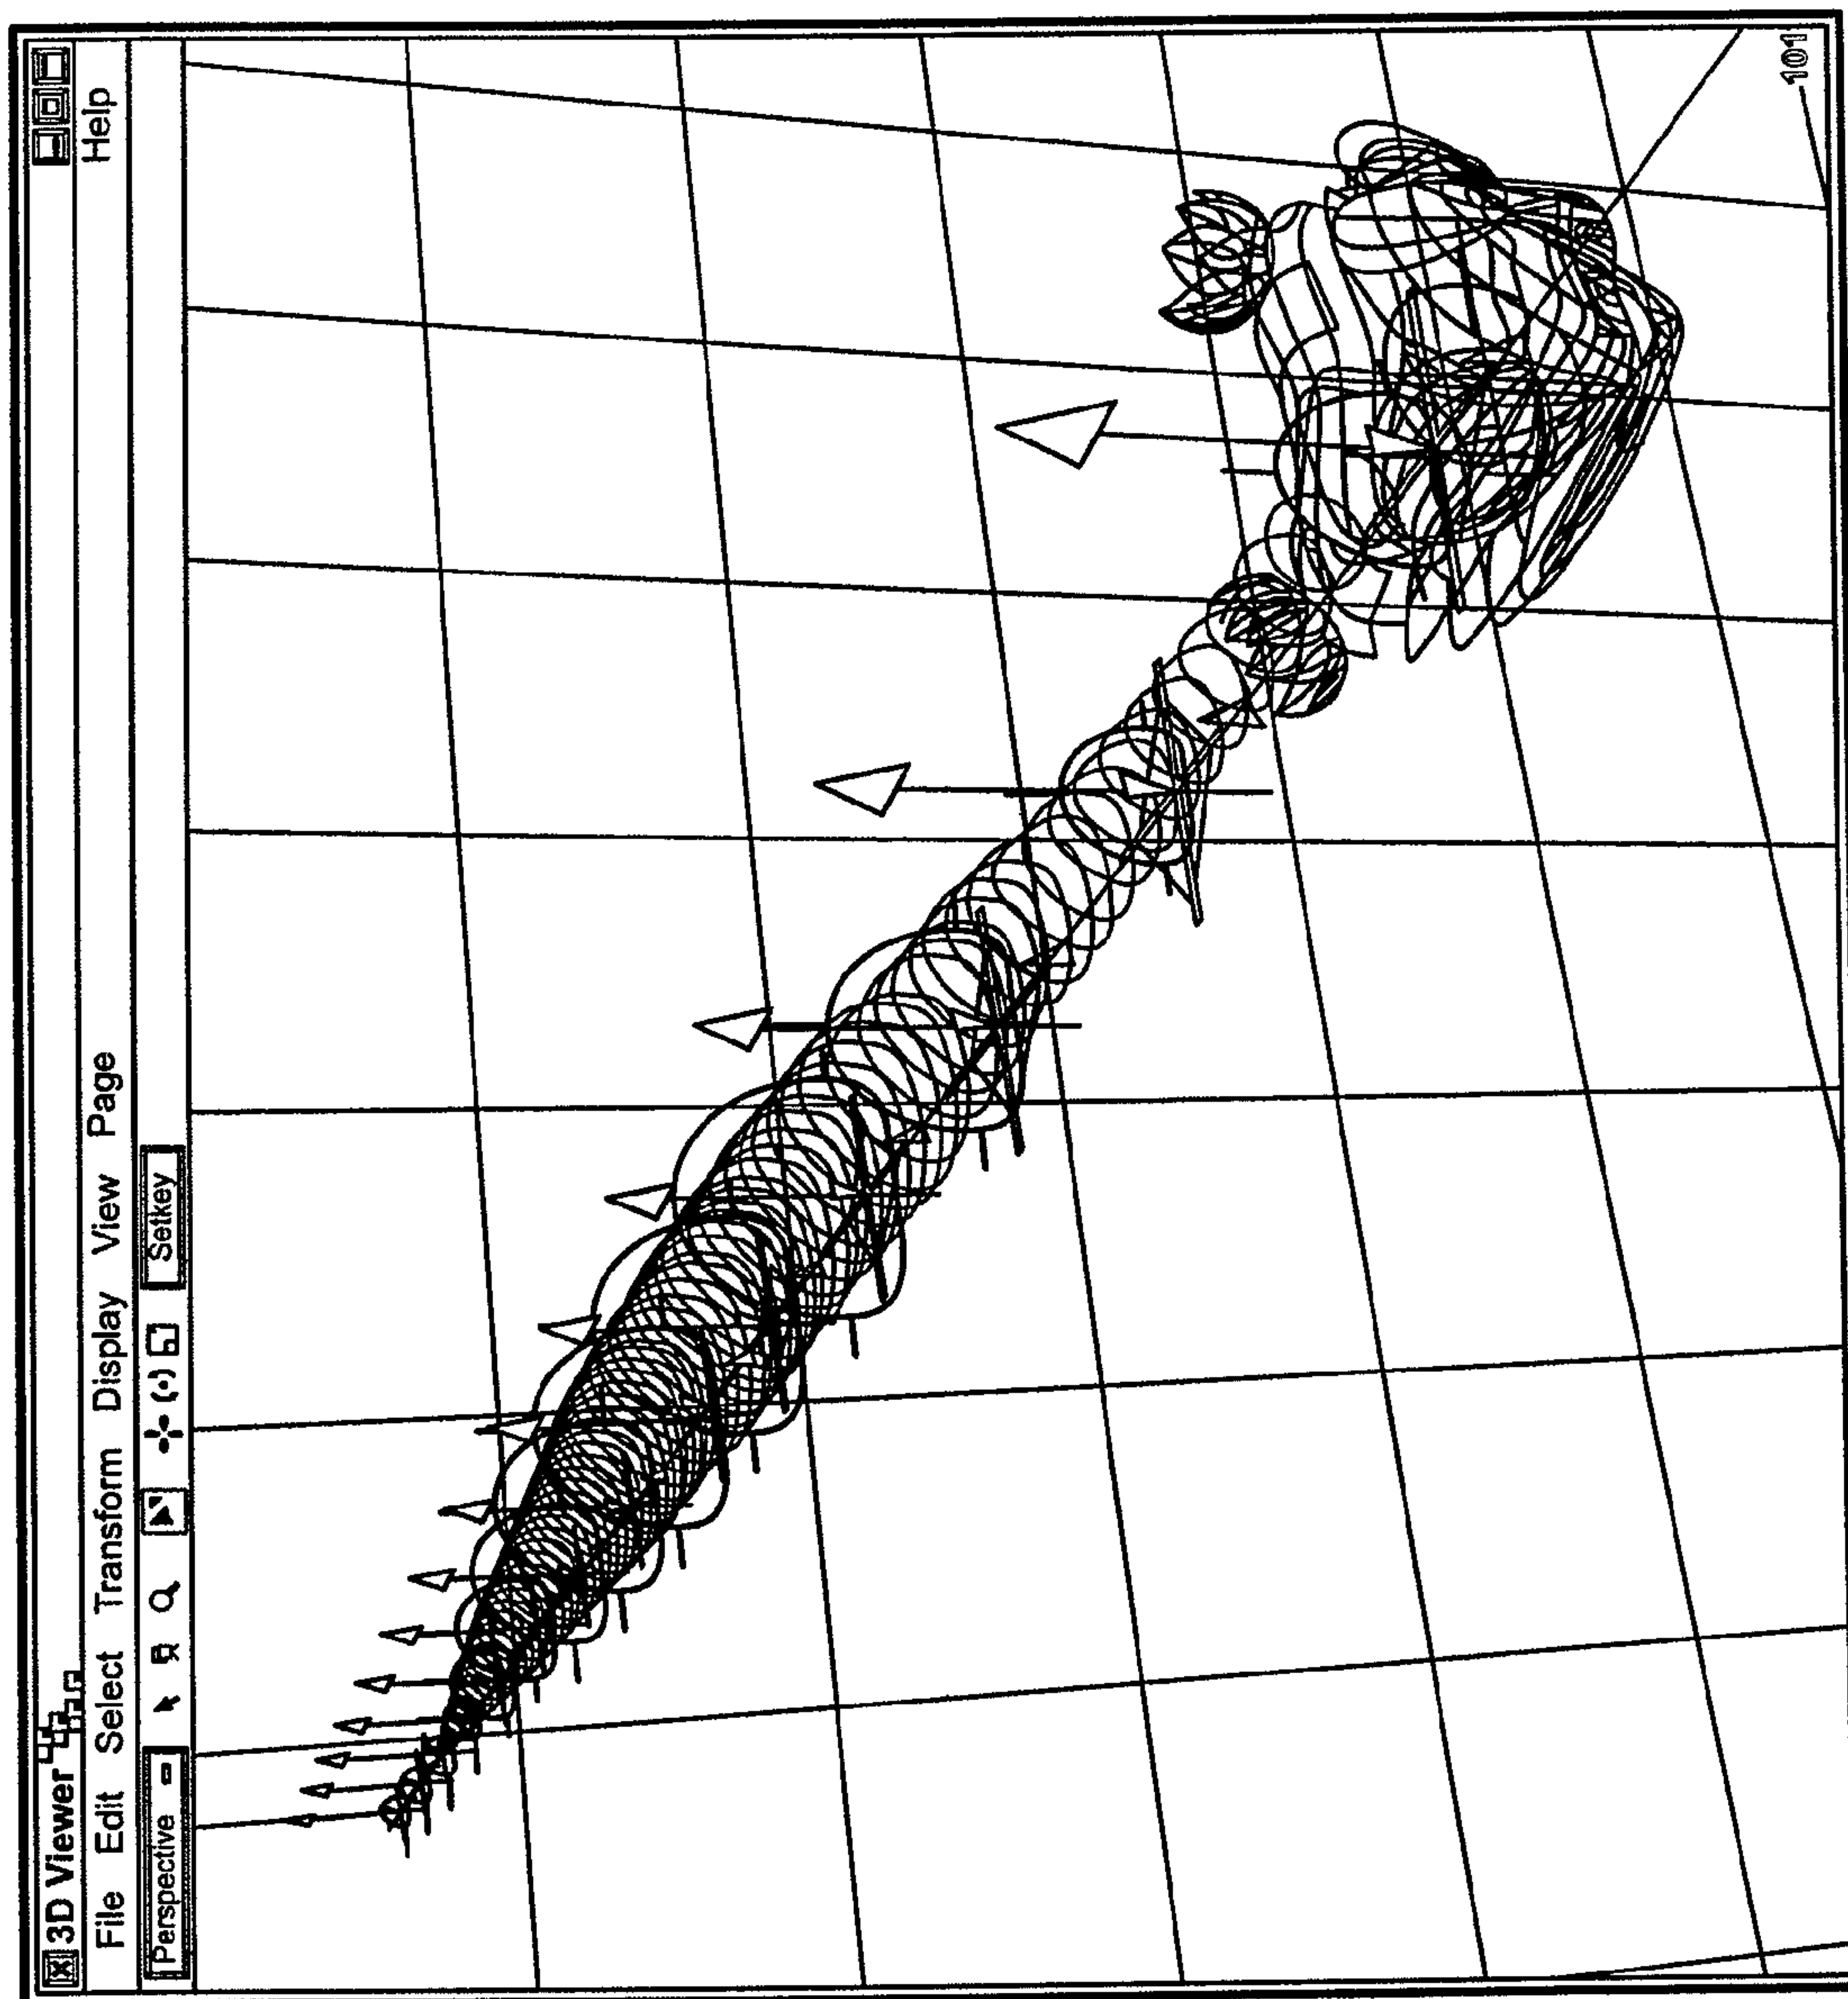 3D Viewer
File Edit Select Transform Display View Page Help
Perspective Setkey
101